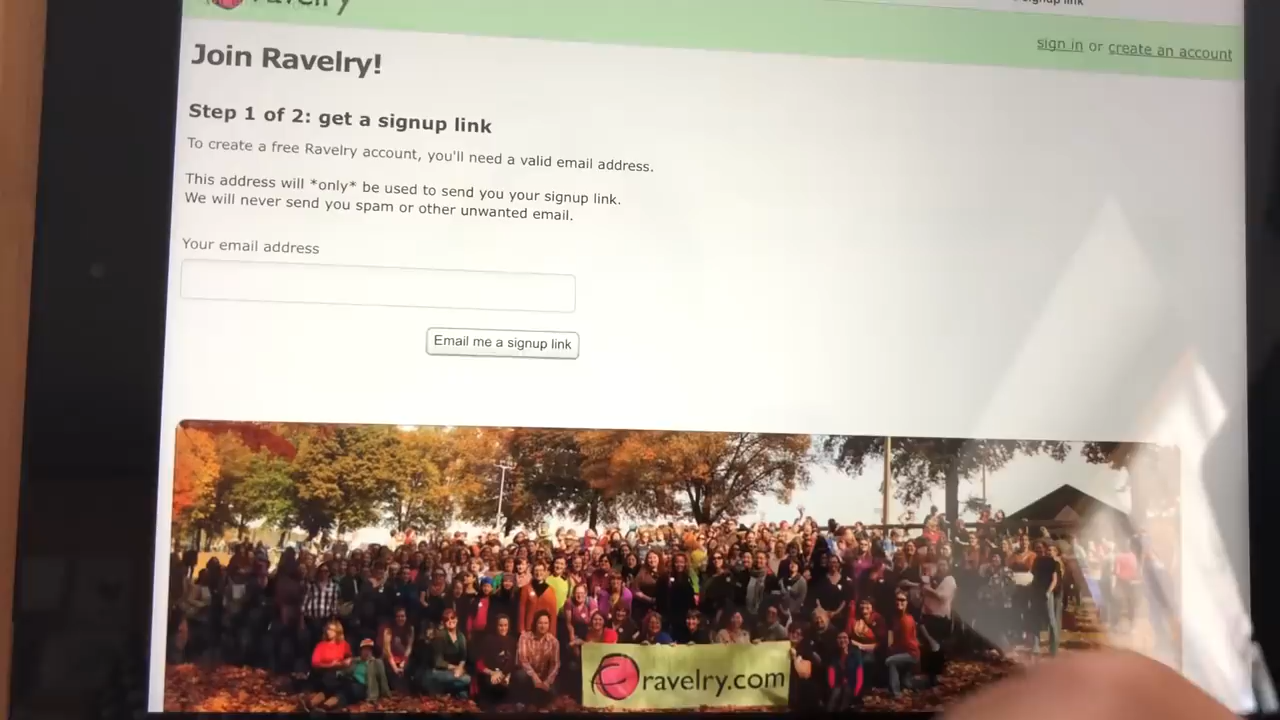 ravelry
signup link
sign in or create an account
Join Ravelry!
Step 1 of 2: get a signup link
To create a free Ravelry account, you'll need a valid email address.
This address will *only* be used to send you your signup link.
We will never send you spam or other unwanted email.
Your email address
Email me a signup link
ravelry.com